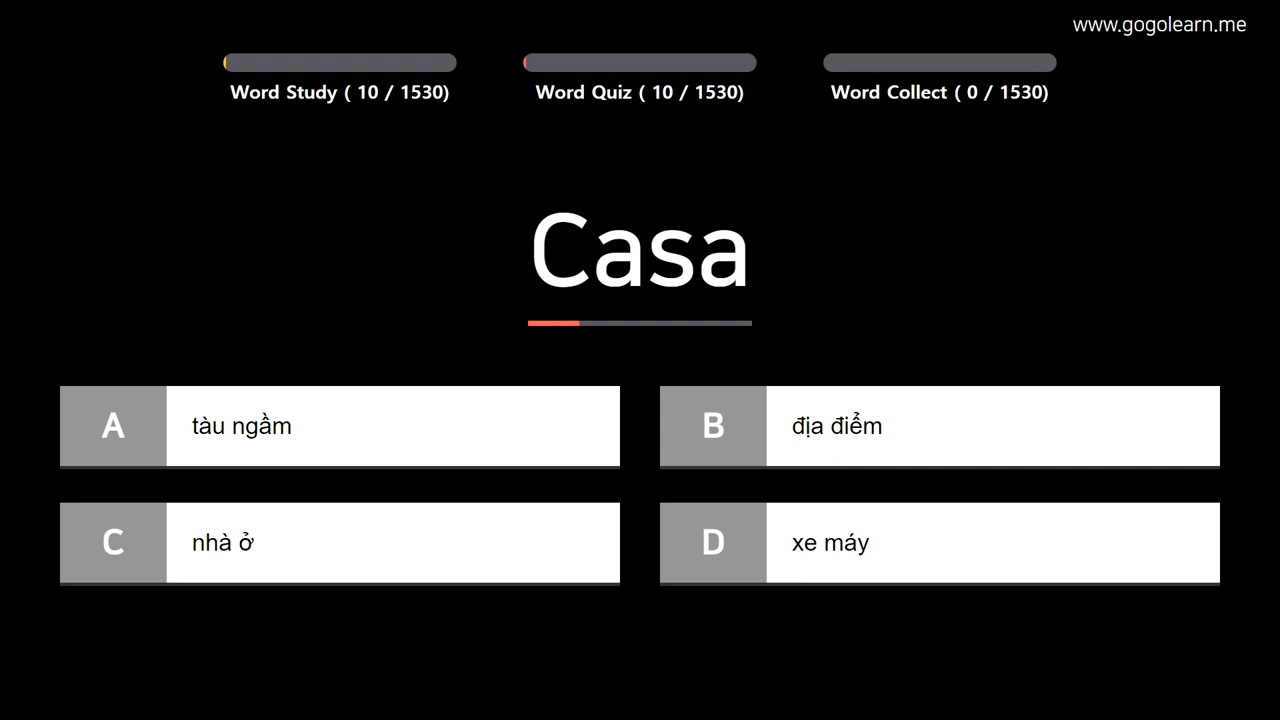 www.gogolearn.me
Word Study ( 10 / 1530)
Word Quiz ( 10 / 1530)
Word Collect ( 0 / 1530)
Casa
A tàu ngầm
B địa điểm
C nhà ở
D xe máy